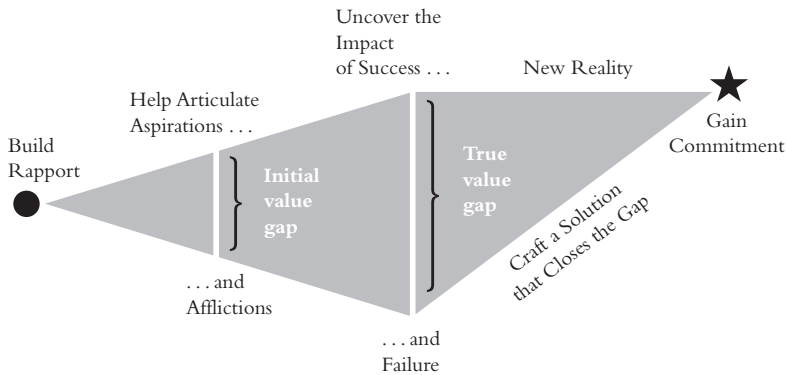 Build
Rapport
Help Articulate
Aspirations . . .
. . . and
Afflictions
Initial
value
gap
Uncover the
Impact
of Success . . .
. . . and
Failure
True
value
gap
New Reality
Craft a Solution
that Closes the Gap
Gain
Commitment